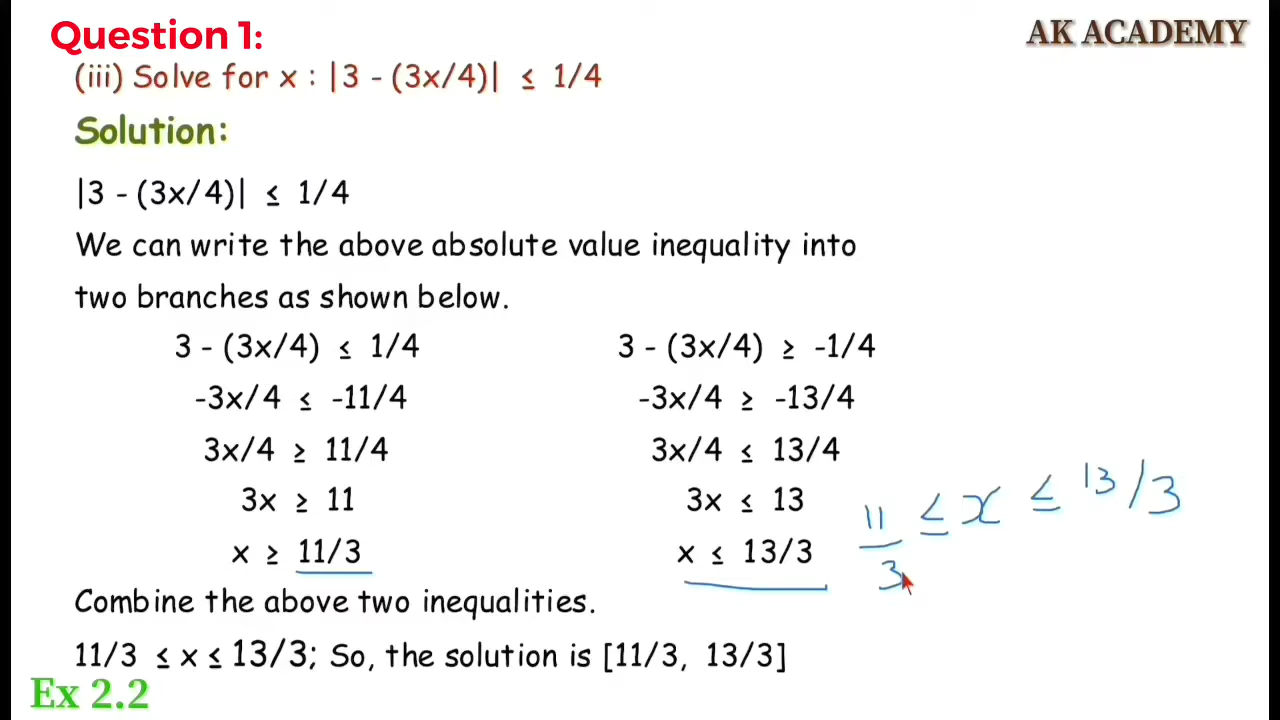 Question 1:
AK ACADEMY
(iii) Solve for x : |3 - (3x/4)| ≤ 1/4
Solution:
|3 - (3x/4)| ≤ 1/4
We can write the above absolute value inequality into
two branches as shown below.
3 - (3x/4) ≤ 1/4
3 - (3x/4) ≥ -1/4
-3x/4 ≤ -11/4
-3x/4 ≥ -13/4
3x/4 ≥ 11/4
3x/4 ≤ 13/4
3x ≥ 11
3x ≤ 13
x ≥ 11/3
x ≤ 13/3
11/3 ≤ x ≤ 13/3
Combine the above two inequalities.
11/3 ≤ x ≤ 13/3; So, the solution is [11/3, 13/3]
Ex 2.2